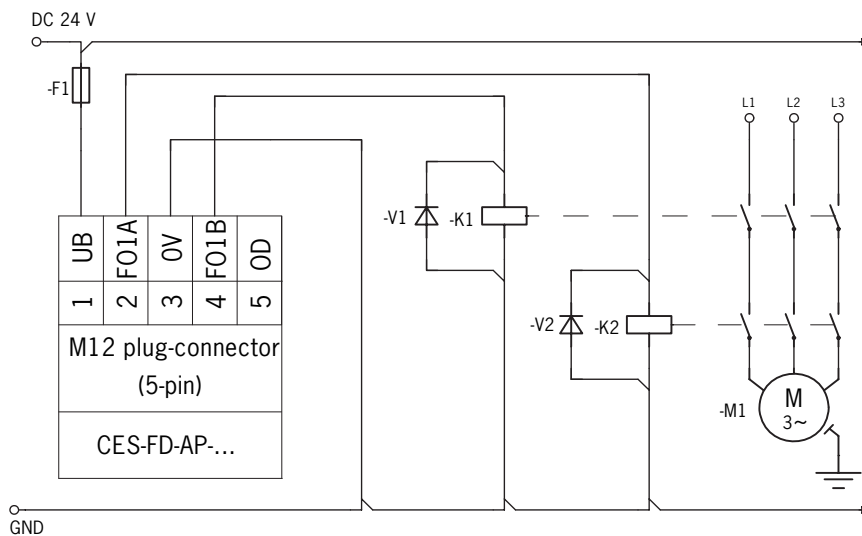 DC 24 V
-F1
L1 L2 L3
UB
FO1A
0V
FO1B
OD
1
2
3
4
5
-V1
-K1
-V2
-K2
M12 plug-connector
(5-pin)
CES-FD-AP-...
-M1
M
3~
GND